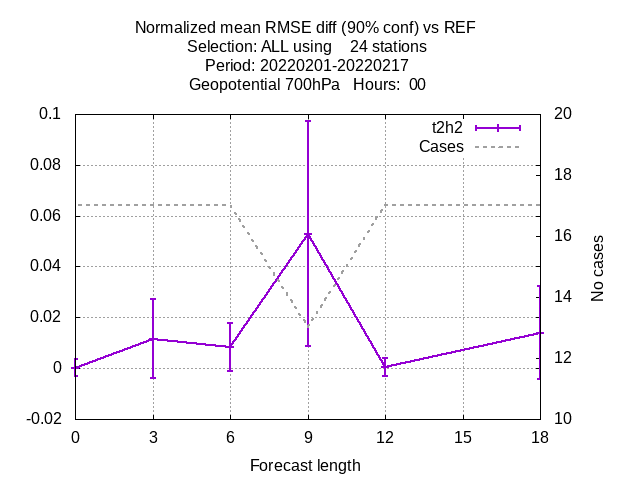 Normalized mean RMSE diff (90% conf) vs REF
Selection: ALL using    24 stations
Period: 20220201-20220217
Geopotential 700hPa   Hours:  00
0.1
0.08
0.06
0.04
0.02
0
-0.02
t2h2
Cases
20
18
16
14
12
10
No cases
0 3 6 9 12 15 18
Forecast length